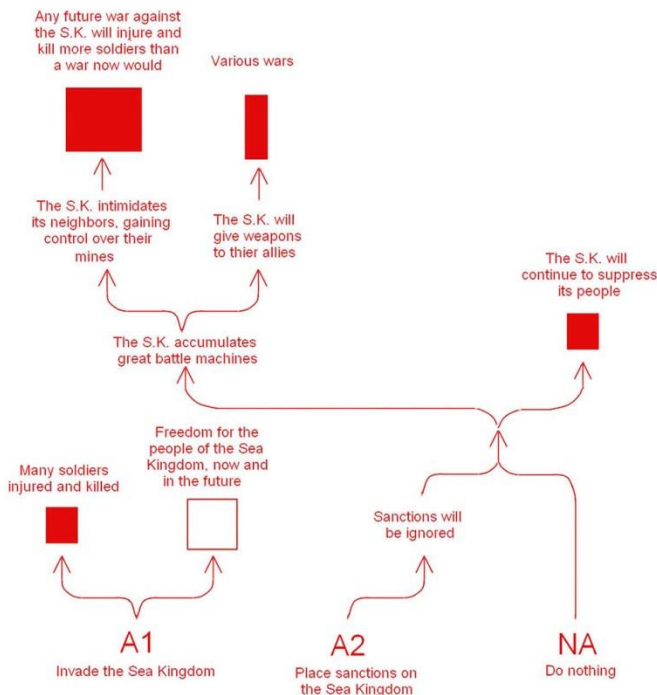 Any future war against
the S.K. will injure and
kill more soldiers than
a war now would
Various wars
The S.K. intimidates
its neighbors, gaining
control over their
mines
The S.K. will
give weapons
to thier allies
The S.K. will
continue to suppress
its people
The S.K. accumulates
great battle machines
Freedom for the
people of the Sea
Kingdom, now and
in the future
Many soldiers
injured and killed
Sanctions will
be ignored
A1
Invade the Sea Kingdom
A2
Place sanctions on
the Sea Kingdom
NA
Do nothing